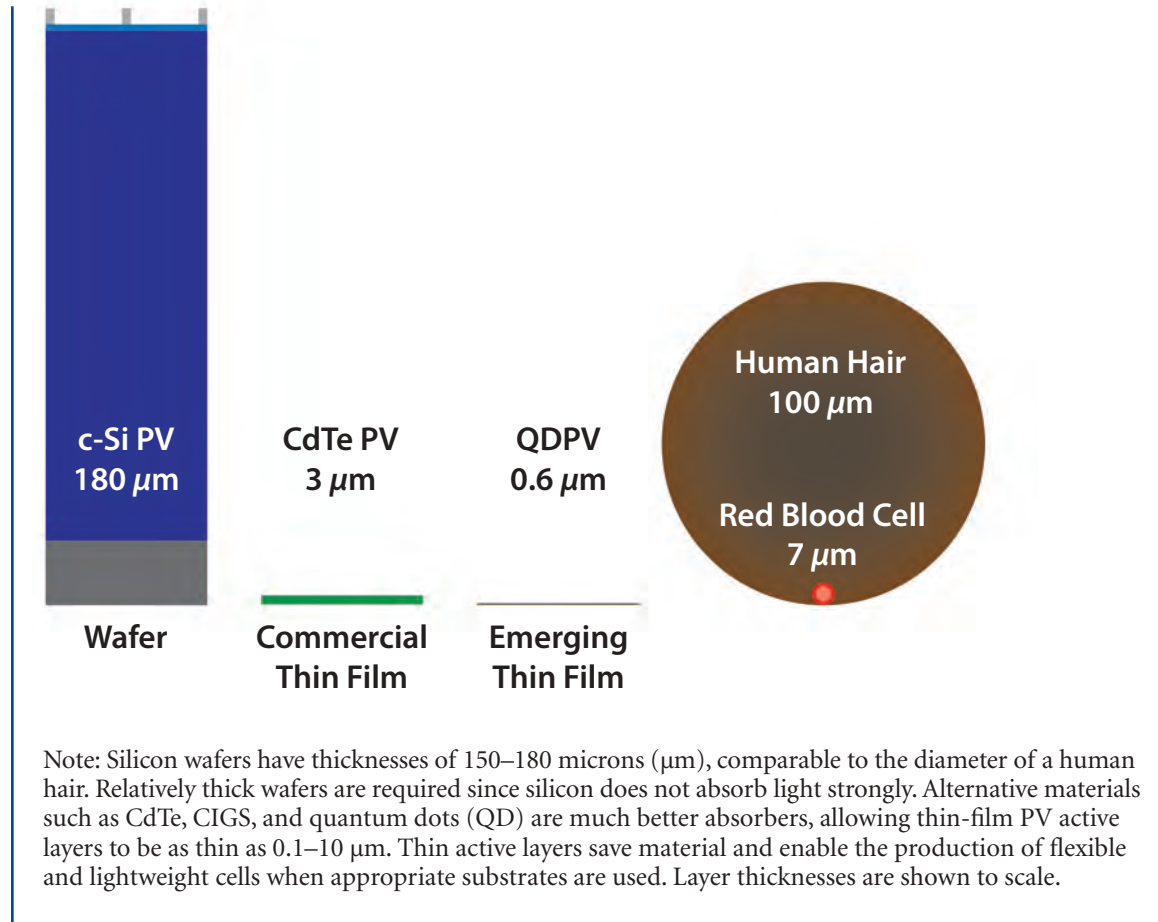 c-Si PV
180 µm
CdTe PV
3 µm
QDPV
0.6 µm
Human Hair
100 µm
Red Blood Cell
7 µm
Wafer
Commercial
Thin Film
Emerging
Thin Film
Note: Silicon wafers have thicknesses of 150–180 microns (µm), comparable to the diameter of a human
hair. Relatively thick wafers are required since silicon does not absorb light strongly. Alternative materials
such as CdTe, CIGS, and quantum dots (QD) are much better absorbers, allowing thin-film PV active
layers to be as thin as 0.1–10 µm. Thin active layers save material and enable the production of flexible
and lightweight cells when appropriate substrates are used. Layer thicknesses are shown to scale.